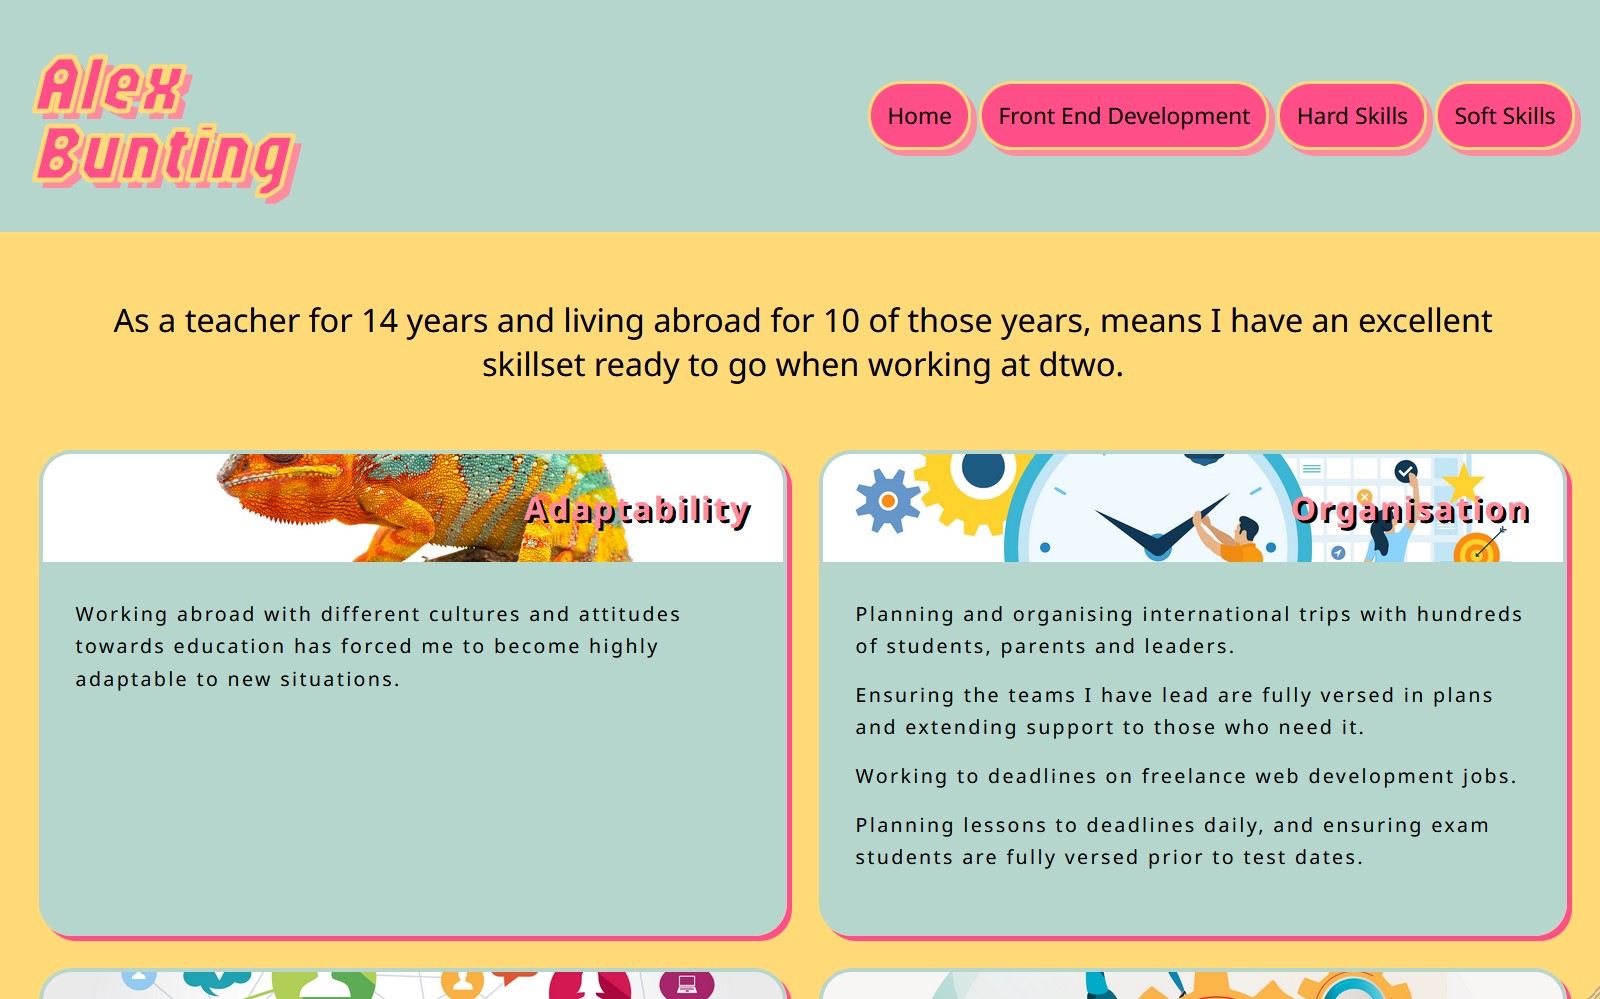 Alex
Bunting
Home
Front End Development
Hard Skills
Soft Skills
As a teacher for 14 years and living abroad for 10 of those years, means I have an excellent
skillset ready to go when working at dtwo.
Adaptability
Working abroad with different cultures and attitudes
towards education has forced me to become highly
adaptable to new situations.
Organisation
Planning and organising international trips with hundreds
of students, parents and leaders.
Ensuring the teams I have lead are fully versed in plans
and extending support to those who need it.
Working to deadlines on freelance web development jobs.
Planning lessons to deadlines daily, and ensuring exam
students are fully versed prior to test dates.